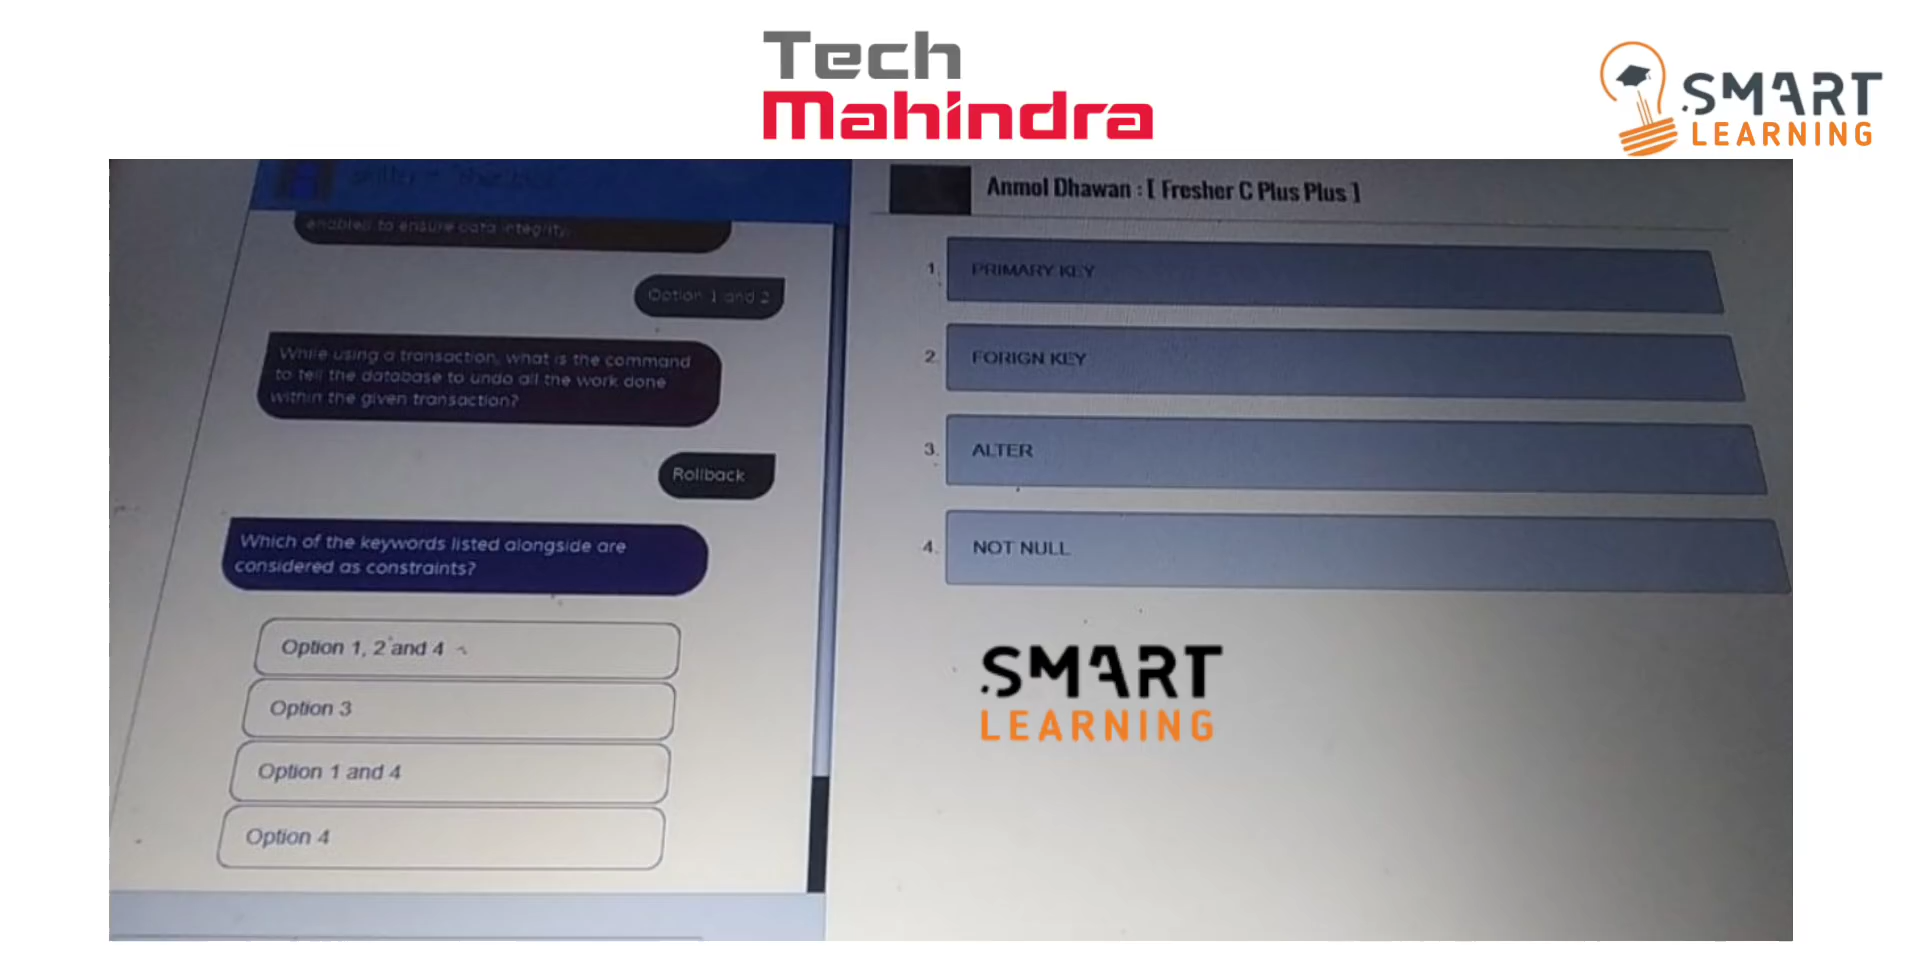 Tech
Mahindra
SMART
LEARNING
enabled to ensure data integrity.
Option 1 and 2
While using a transaction, what is the command
to tell the database to undo all the work done
within the given transaction?
Rollback
Which of the keywords listed alongside are
considered as constraints?
Option 1, 2 and 4
Option 3
Option 1 and 4
Option 4
Anmol Dhawan : [ Fresher C Plus Plus ]
1. PRIMARY KEY
2. FORIGN KEY
3. ALTER
4. NOT NULL
SMART
LEARNING